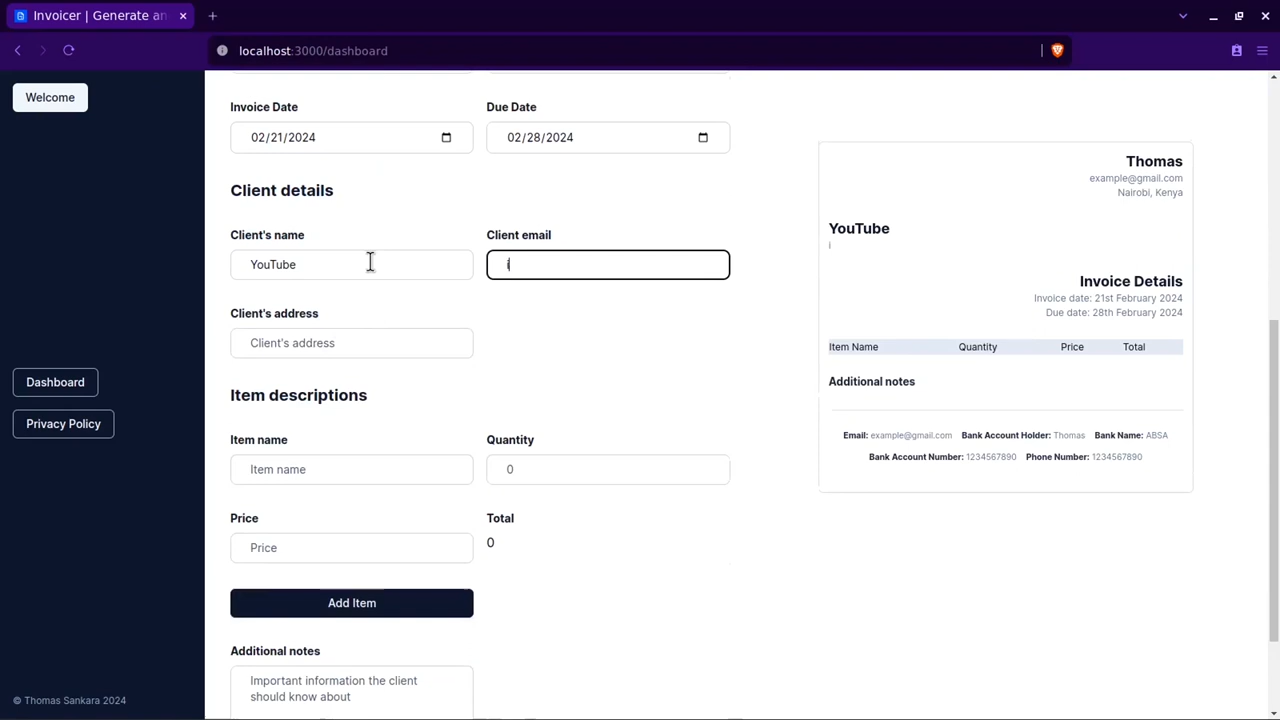 Invoicer | Generate an
localhost:3000/dashboard
Welcome
Dashboard
Privacy Policy
© Thomas Sankara 2024
Invoice Date
Due Date
02/21/2024
02/28/2024
Client details
Client's name
Client email
YouTube
i
Client's address
Client's address
Item descriptions
Item name
Quantity
Item name
0
Price
Total
Price
0
Add Item
Additional notes
Important information the client
should know about
Thomas
example@gmail.com
Nairobi, Kenya
YouTube
i
Invoice Details
Invoice date: 21st February 2024
Due date: 28th February 2024
Item Name Quantity Price Total
Additional notes
Email: example@gmail.com Bank Account Holder: Thomas Bank Name: ABSA
Bank Account Number: 1234567890 Phone Number: 1234567890